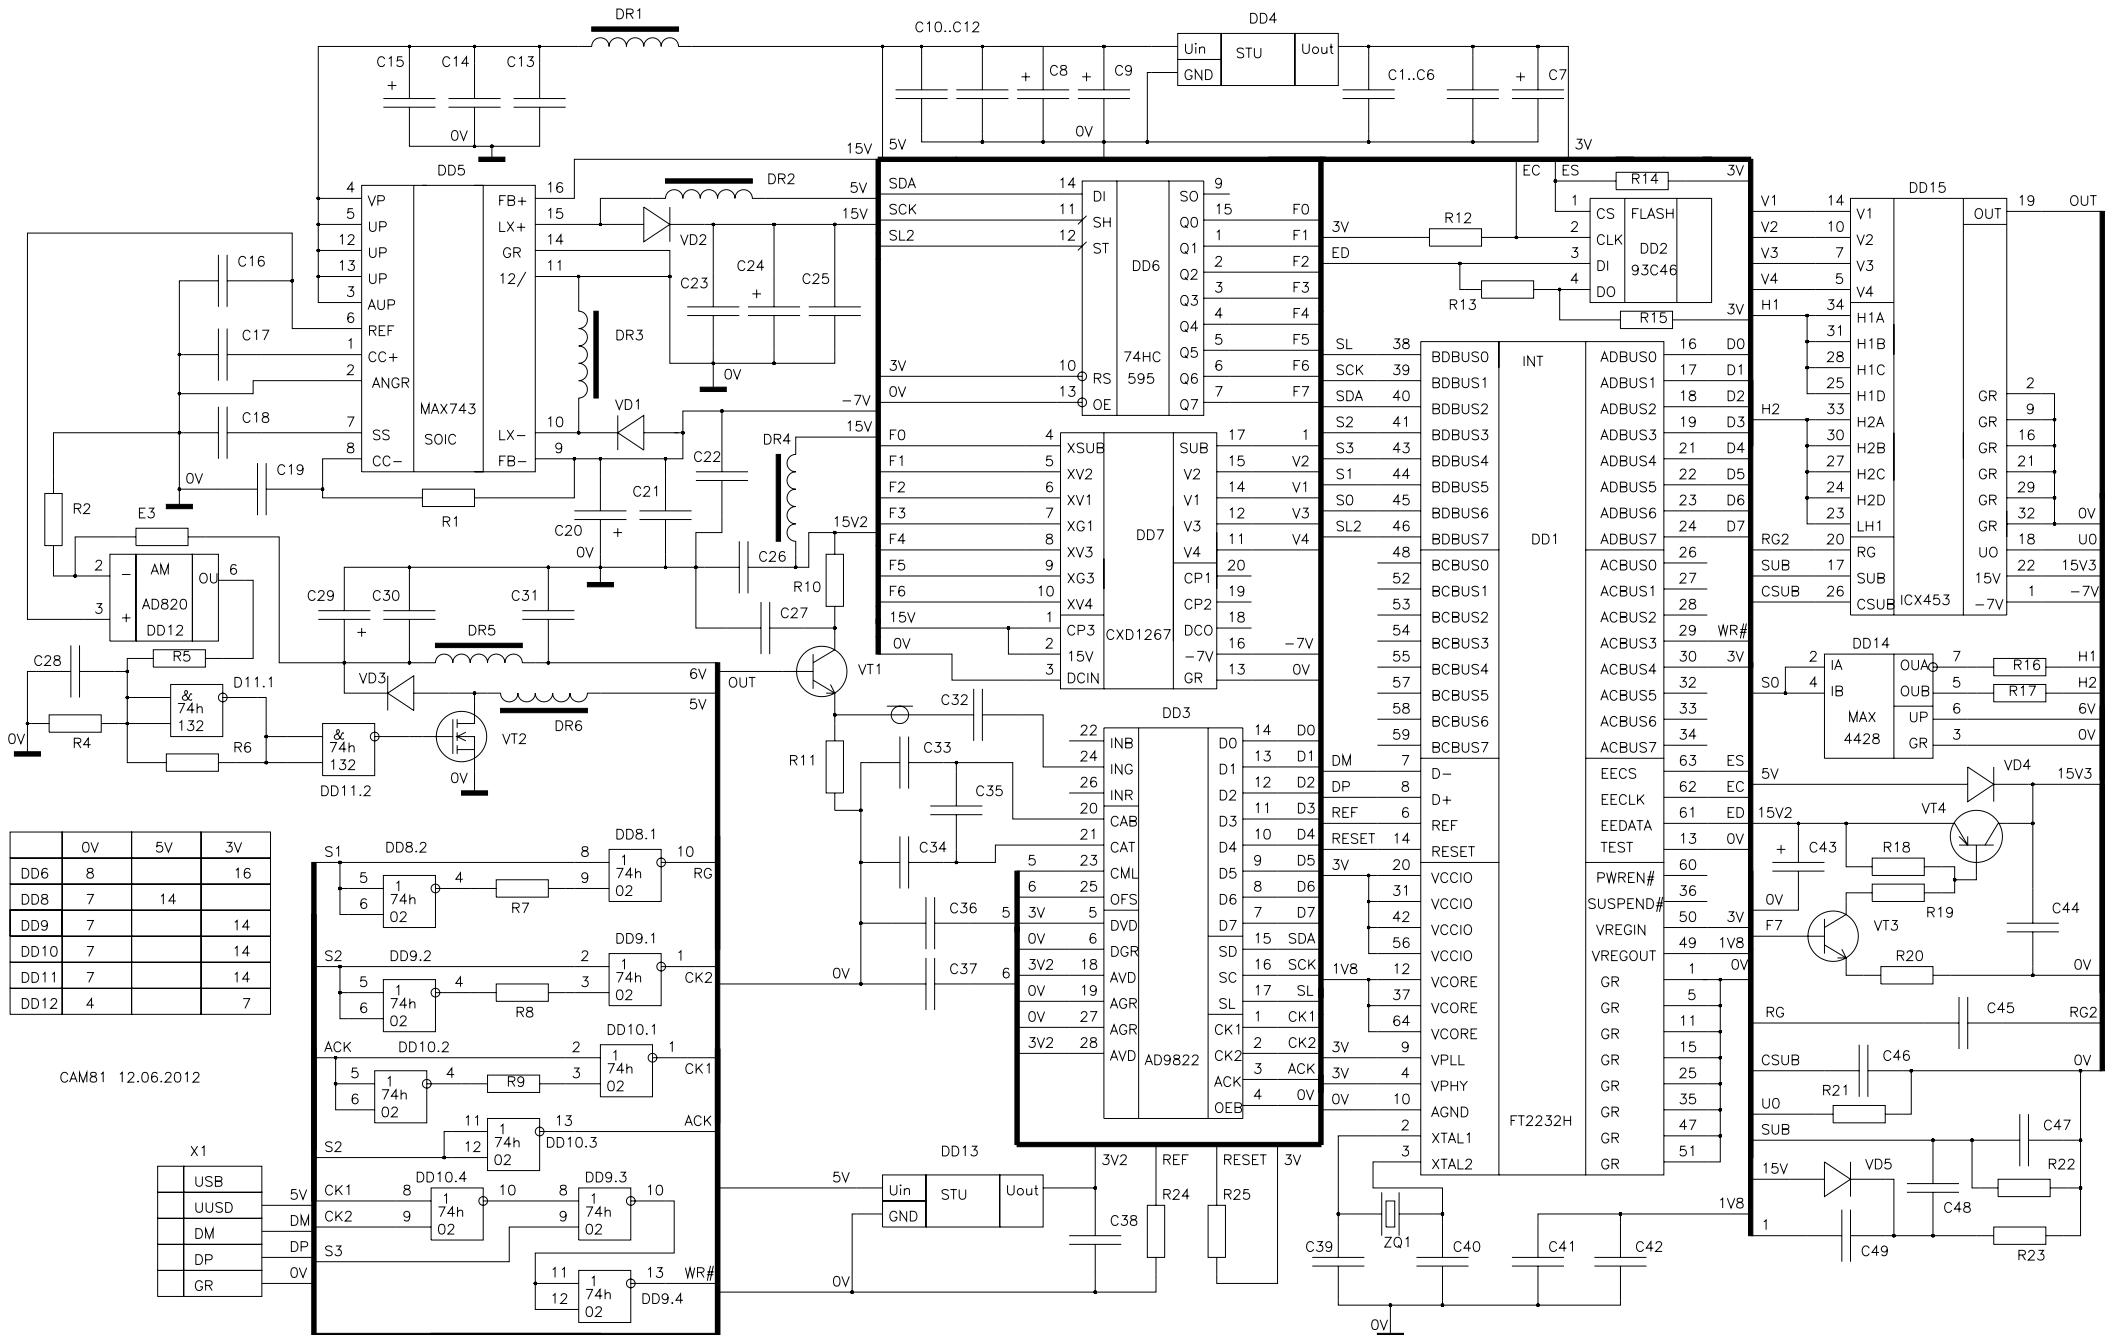 DR1
C10..C12
DD4
C15 C14 C13
+ 0V
C8 C9
+ +
0V
Uin STU Uout
GND
C1..C6 C7
+
3V
15V 5V
DD5
4 VP FB+ 16
5 UP LX+ 15
12 UP GR 14
13 UP 12/ 11
3 AUP
6 REF
1 CC+
2 ANGR
MAX743
SOIC
7 SS LX- 10
8 CC- FB- 9
DR2
5V
15V
VD2
C23 C24 C25
+
0V
DR3
VD1
-7V
15V
C16
C17
C18
C19
0V
R1
R2
E3
C20 C21 C22
+
0V
DR4
15V2
C26
R10
C27
2 - AM OU 6
3 + AD820
DD12
C29 C30 C31
+
DR5
R5
C28
D11.1
&
74h
132
R4
R6
0V
&
74h
132
DD11.2
VD3
VT2
0V
DR6
6V
5V
OUT
VT1
R11
C32
C33
C34
C35
C36
C37
0V
SDA 14 DI SO 9
SCK 11 SH Q0 15 F0
SL2 12 ST Q1 1 F1
DD6
Q2 2 F2
Q3 3 F3
Q4 4 F4
74HC
595
Q5 5 F5
3V 10 RS Q6 6 F6
0V 13 OE Q7 7 F7
F0 4 XSUB SUB 17 1
F1 5 XV2 V2 15 V2
F2 6 XV1 V1 14 V1
F3 7 XG1 V3 12 V3
DD7
F4 8 XV3 V4 11 V4
F5 9 XG3 CP1 20
F6 10 XV4 CP2 19
15V 1 CP3 DCO 18
CXD1267
0V 2 15V -7V 16 -7V
3 DCIN GR 13 0V
DD3
22 INB D0 14 D0
24 ING D1 13 D1
26 INR D2 12 D2
20 CAB D3 11 D3
21 CAT D4 10 D4
5 23 CML D5 9 D5
6 25 OFS D6 8 D6
5 3V 5 DVD D7 7 D7
0V 6 DGR SD 15 SDA
6 3V2 18 AVD SC 16 SCK
0V 19 AGR SL 17 SL
0V 27 AGR CK1 1 CK1
3V2 28 AVD CK2 2 CK2
AD9822
ACK 3 ACK
OEB 4 0V
EC ES
R14 3V
3V R12
ED
R13
R15 3V
1 CS FLASH
2 CLK DD2
3 DI 93C46
4 DO
INT
SL 38 BDBUS0 ADBUS0 16 D0
SCK 39 BDBUS1 ADBUS1 17 D1
SDA 40 BDBUS2 ADBUS2 18 D2
S2 41 BDBUS3 ADBUS3 19 D3
S3 43 BDBUS4 ADBUS4 21 D4
S1 44 BDBUS5 ADBUS5 22 D5
S0 45 BDBUS6 ADBUS6 23 D6
SL2 46 BDBUS7 ADBUS7 24 D7
DD1
48 BCBUS0 ACBUS0 26
52 BCBUS1 ACBUS1 27
53 BCBUS2 ACBUS2 28
54 BCBUS3 ACBUS3 29 WR#
55 BCBUS4 ACBUS4 30 3V
57 BCBUS5 ACBUS5 32
58 BCBUS6 ACBUS6 33
59 BCBUS7 ACBUS7 34
DM 7 D- EECS 63 ES
DP 8 D+ EECLK 62 EC
REF 6 REF EEDATA 61 ED
RESET 14 RESET TEST 13 0V
3V 20 VCCIO PWREN# 60
31 VCCIO SUSPEND# 36
42 VCCIO VREGIN 50 3V
56 VCCIO VREGOUT 49 1V8
1V8 12 VCORE GR 1 0V
37 VCORE GR 5
64 VCORE GR 11
3V 9 VPLL GR 15
3V 4 VPHY GR 25
0V 10 AGND GR 35
2 XTAL1 GR 47
3 XTAL2 GR 51
FT2232H
DD15
V1 14 V1 OUT 19 OUT
V2 10 V2
V3 7 V3
V4 5 V4
H1 34 H1A
31 H1B
28 H1C
25 H1D GR 2
H2 33 H2A GR 9
30 H2B GR 16
27 H2C GR 21
24 H2D GR 29
23 LH1 GR 32 0V
RG2 20 RG UO 18 UO
SUB 17 SUB 15V 22 15V3
CSUB 26 CSUB -7V 1 -7V
ICX453
DD14
S0 2 IA OUA 7 R16 H1
4 IB OUB 5 R17 H2
MAX
4428
UP 6 6V
GR 3 0V
5V VD4 15V3
15V2 VT4
+ C43
R18
R19
0V
F7 VT3
C44
R20 0V
RG C45 RG2
CSUB C46 0V
R21
UO
SUB C47
15V VD5 R22
C48
1 C49 R23
0V 5V 3V
DD6 8 16
DD8 7 14
DD9 7 14
DD10 7 14
DD11 7 14
DD12 4 7
CAM81 12.06.2012
X1
USB
UUSD 5V
DM DM
DP DP
GR 0V
S1 DD8.2 DD8.1
8 1 10 RG
9 74h
02
5 1 4 R7
6 74h
02
S2 DD9.2 DD9.1
2 1 1 CK2
3 74h
02
5 1 4 R8
6 74h
02
ACK DD10.2 DD10.1
2 1 1 CK1
3 74h
02
5 1 4 R9
6 74h
02
11 1 13 ACK
12 74h DD10.3
02
S2
DD10.4 DD9.3
CK1 8 1 10 8 1 10
CK2 9 74h 9 74h
02 02
S3
11 1 13 WR#
12 74h DD9.4
02
DD13
5V Uin STU Uout
GND
0V
3V2 REF RESET 3V
C38 R24 R25
C39 ZQ1 C40 C41 C42
1V8
0V